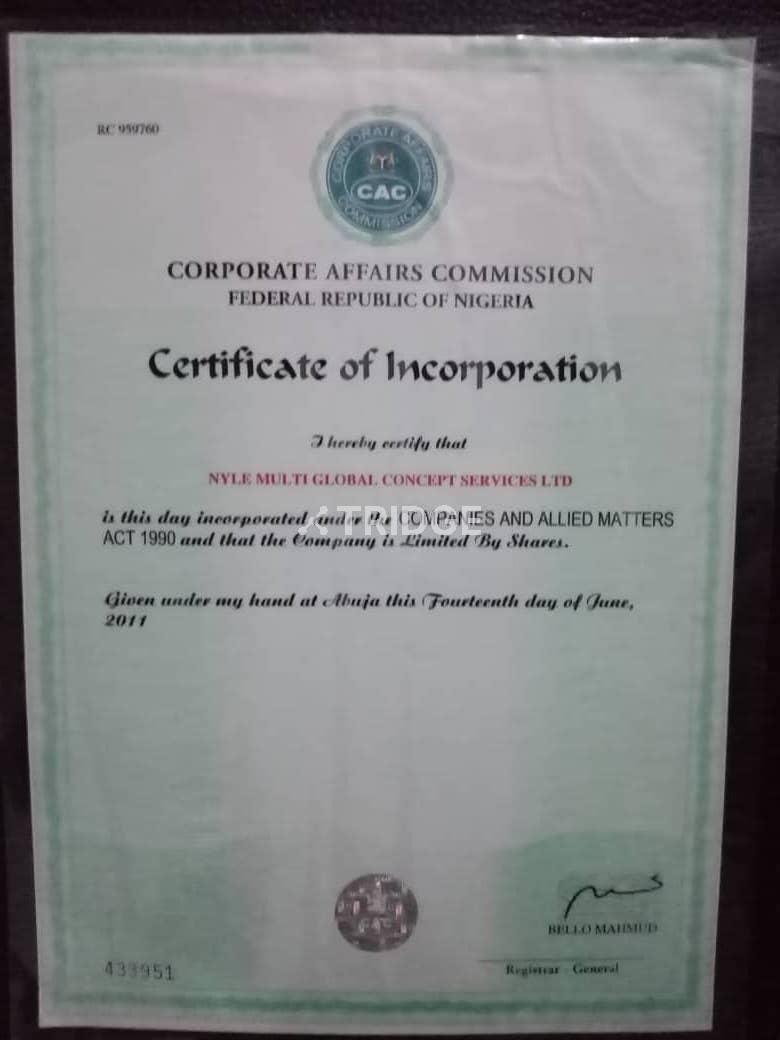 RC 959760
CORPORATE AFFAIRS COMMISSION
CAC
CORPORATE AFFAIRS COMMISSION
FEDERAL REPUBLIC OF NIGERIA
Certificate of Incorporation
I hereby certify that
NYLE MULTI GLOBAL CONCEPT SERVICES LTD
is this day incorporated under the COMPANIES AND ALLIED MATTERS
TRIDGE
ACT 1990 and that the Company is Limited By Shares.
Given under my hand at Abuja this Fourteenth day of June,
2011
CAC
BELLO MAHMUD
433951
Registrar - General